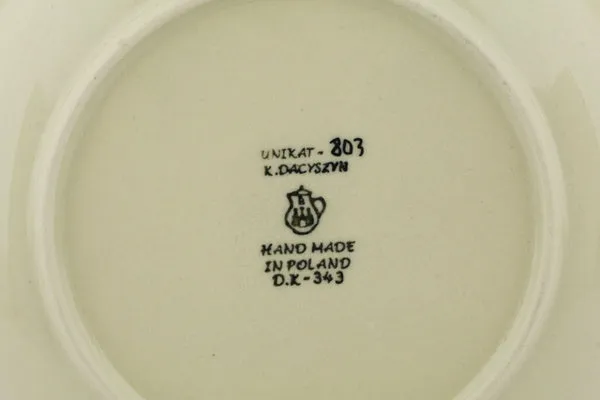 UNIKAT - 803
K.DACYSZYN
HAND MADE
IN POLAND
D.K-343